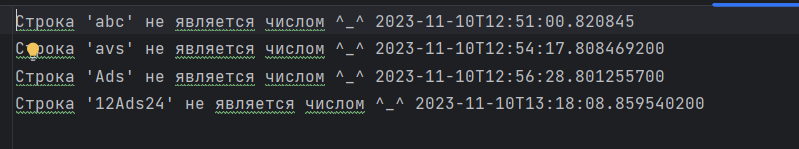 Строка 'abc' не является числом ^_^ 2023-11-10T12:51:00.820845
Строка 'avs' не является числом ^_^ 2023-11-10T12:54:17.808469200
Строка 'Ads' не является числом ^_^ 2023-11-10T12:56:28.801255700
Строка '12Ads24' не является числом ^_^ 2023-11-10T13:18:08.859540200